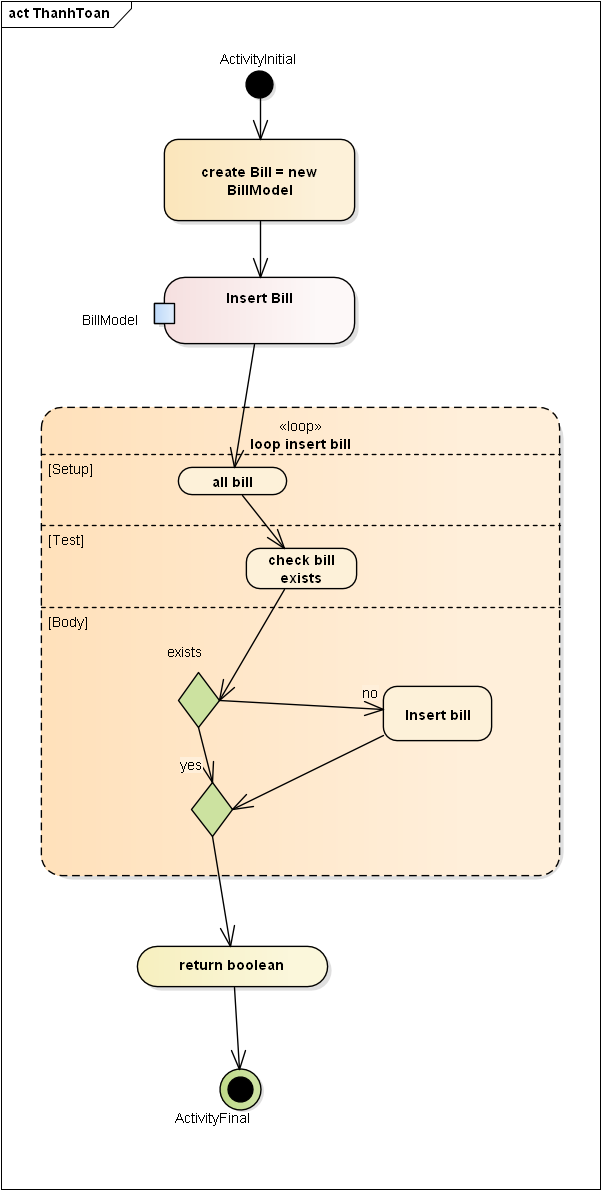 act ThanhToan
ActivityInitial
create Bill = new
BillModel
Insert Bill
BillModel
«loop»
loop insert bill
[Setup]
all bill
[Test]
check bill
exists
[Body]
exists
no
Insert bill
yes
return boolean
ActivityFinal